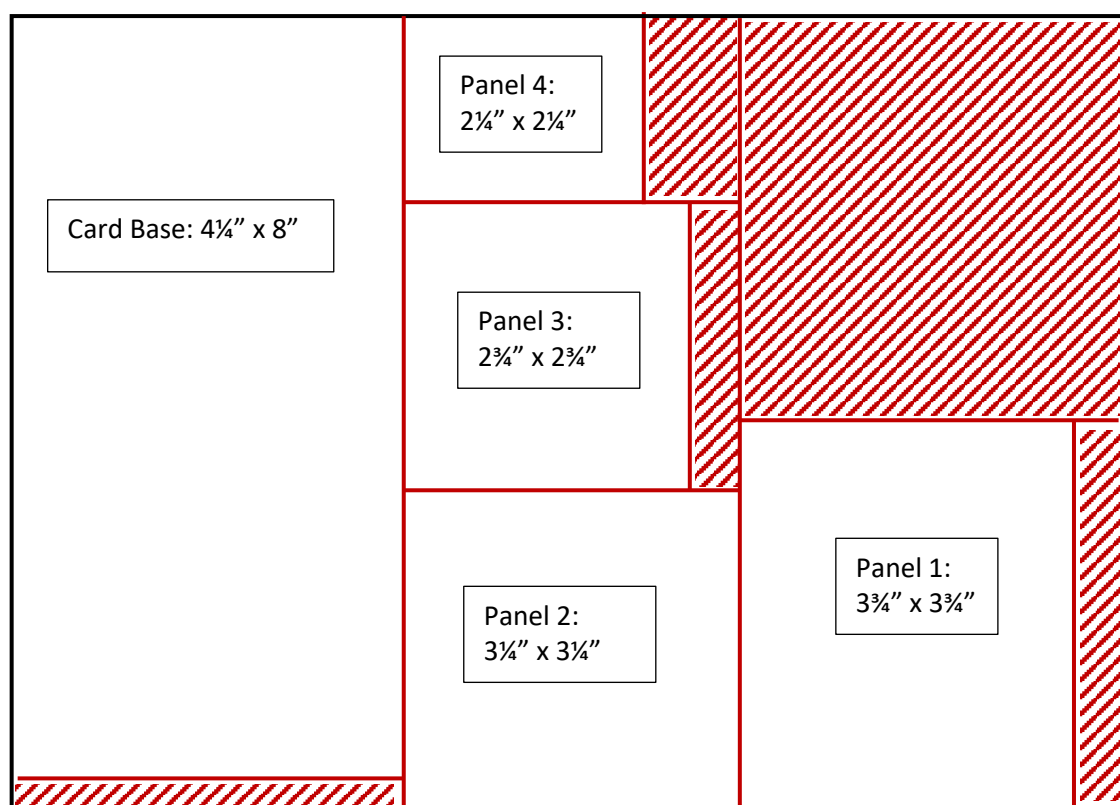 Panel 4:
2¼” x 2¼”
Card Base: 4¼” x 8”
Panel 3:
2¾” x 2¾”
Panel 1:
3¾” x 3¾”
Panel 2:
3¼” x 3¼”